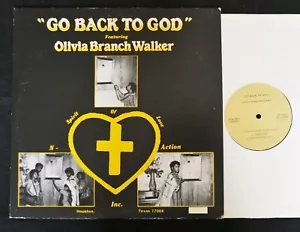 "GO BACK TO GOD"
Featuring
Olivia Branch Walker
Spirit Of Love
N - Action
Inc.
Houston, Texas 77004